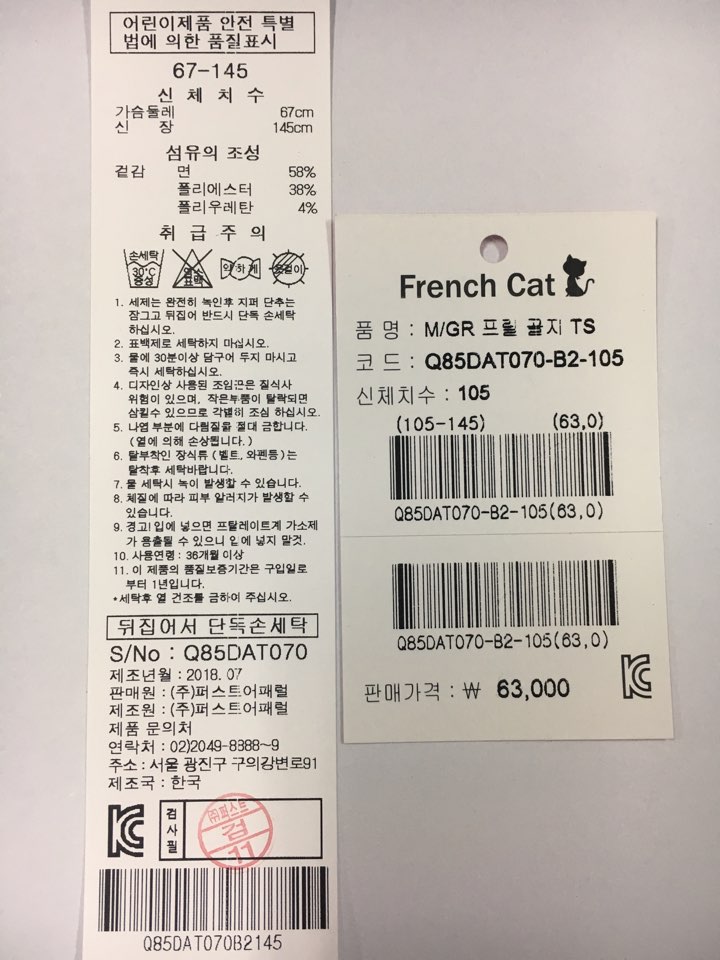 어린이제품 안전 특별
법에 의한 품질표시
67-145
신 체 치 수
가슴둘레 67cm
신 장 145cm
섬유의 조성
겉감 면 58%
폴리에스터 38%
폴리우레탄 4%
취 급 주 의
손세탁 30°C 중성
염소 표백
약하게
옷걸이
1. 세제는 완전히 녹인후 지퍼 단추는
잠그고 뒤집어 반드시 단독 손세탁
하십시오.
2. 표백제로 세탁하지 마십시오.
3. 물에 30분이상 담구어 두지 마시고
즉시 세탁하십시오.
4. 디자인상 사용된 조임끈은 질식사
위험이 있으며, 작은부품이 탈락되면
삼킬수 있으므로 각별히 조심 하십시오.
5. 나염 부분에 다림질을 절대 금합니다.
(열에 의해 손상됩니다.)
6. 탈부착인 장식류(벨트, 와펜등)는
탈착후 세탁바랍니다.
7. 물 세탁시 녹이 발생할 수 있습니다.
8. 체질에 따라 피부 알러지가 발생할 수
있습니다.
9. 경고! 입에 넣으면 프탈레이트계 가소제
가 용출될 수 있으니 입에 넣지 말것.
10. 사용연령 : 36개월 이상
11. 이 제품의 품질보증기간은 구입일로
부터 1년입니다.
*세탁후 열 건조를 금하여 주십시오.
뒤집어서 단독손세탁
S/No : Q85DAT070
제조년월 : 2018. 07
판매원 : (주)퍼스트어패럴
제조원 : (주)퍼스트어패럴
제품 문의처
연락처 : 02)2049-8888~9
주소 : 서울 광진구 구의강변로91
제조국 : 한국
검사필
㈜퍼스트
검
11
Q85DAT070B2145
French Cat
품 명 : M/GR 프릴 골지 TS
코 드 : Q85DAT070-B2-105
신체치수 : 105
(105-145) (63,0)
Q85DAT070-B2-105(63,0)
Q85DAT070-B2-105(63,0)
판매가격 : ₩ 63,000